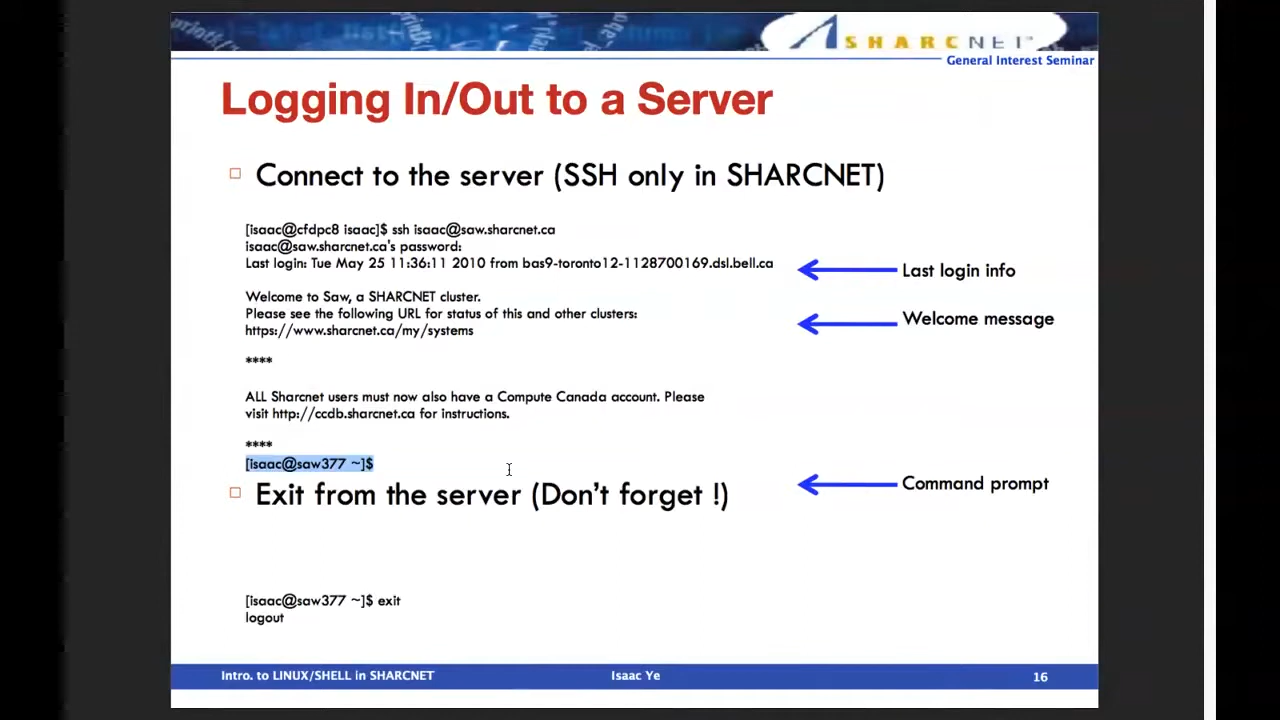 SHARCNET™
General Interest Seminar
Logging In/Out to a Server
Connect to the server (SSH only in SHARCNET)
[isaac@cfdpc8 isaac]$ ssh isaac@saw.sharcnet.ca
isaac@saw.sharcnet.ca's password:
Last login: Tue May 25 11:36:11 2010 from bas9-toronto12-1128700169.dsl.bell.ca
Last login info
Welcome to Saw, a SHARCNET cluster.
Please see the following URL for status of this and other clusters:
https://www.sharcnet.ca/my/systems
Welcome message
****
ALL Sharcnet users must now also have a Compute Canada account. Please
visit http://ccdb.sharcnet.ca for instructions.
****
[isaac@saw377 ~]$
Command prompt
Exit from the server (Don't forget !)
[isaac@saw377 ~]$ exit
logout
Intro. to LINUX/SHELL in SHARCNET
Isaac Ye
16